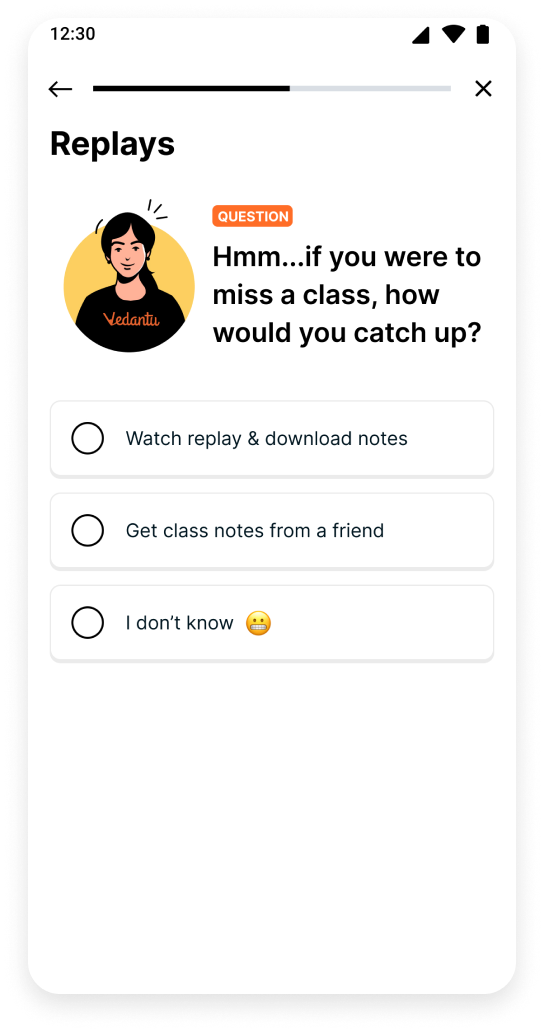 12:30
Replays
QUESTION
Hmm...if you were to
miss a class, how
would you catch up?
Vedantu
Watch replay & download notes
Get class notes from a friend
I don’t know 😬